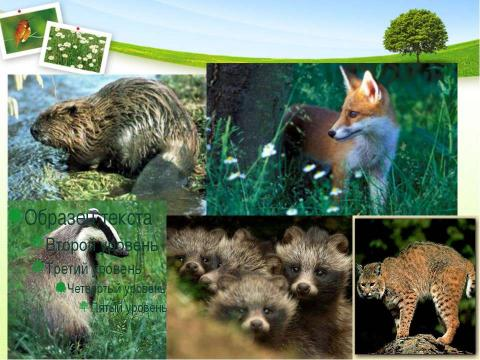 Образец текста
Второй уровень
Третий уровень
Четвертый уровень
Пятый уровень